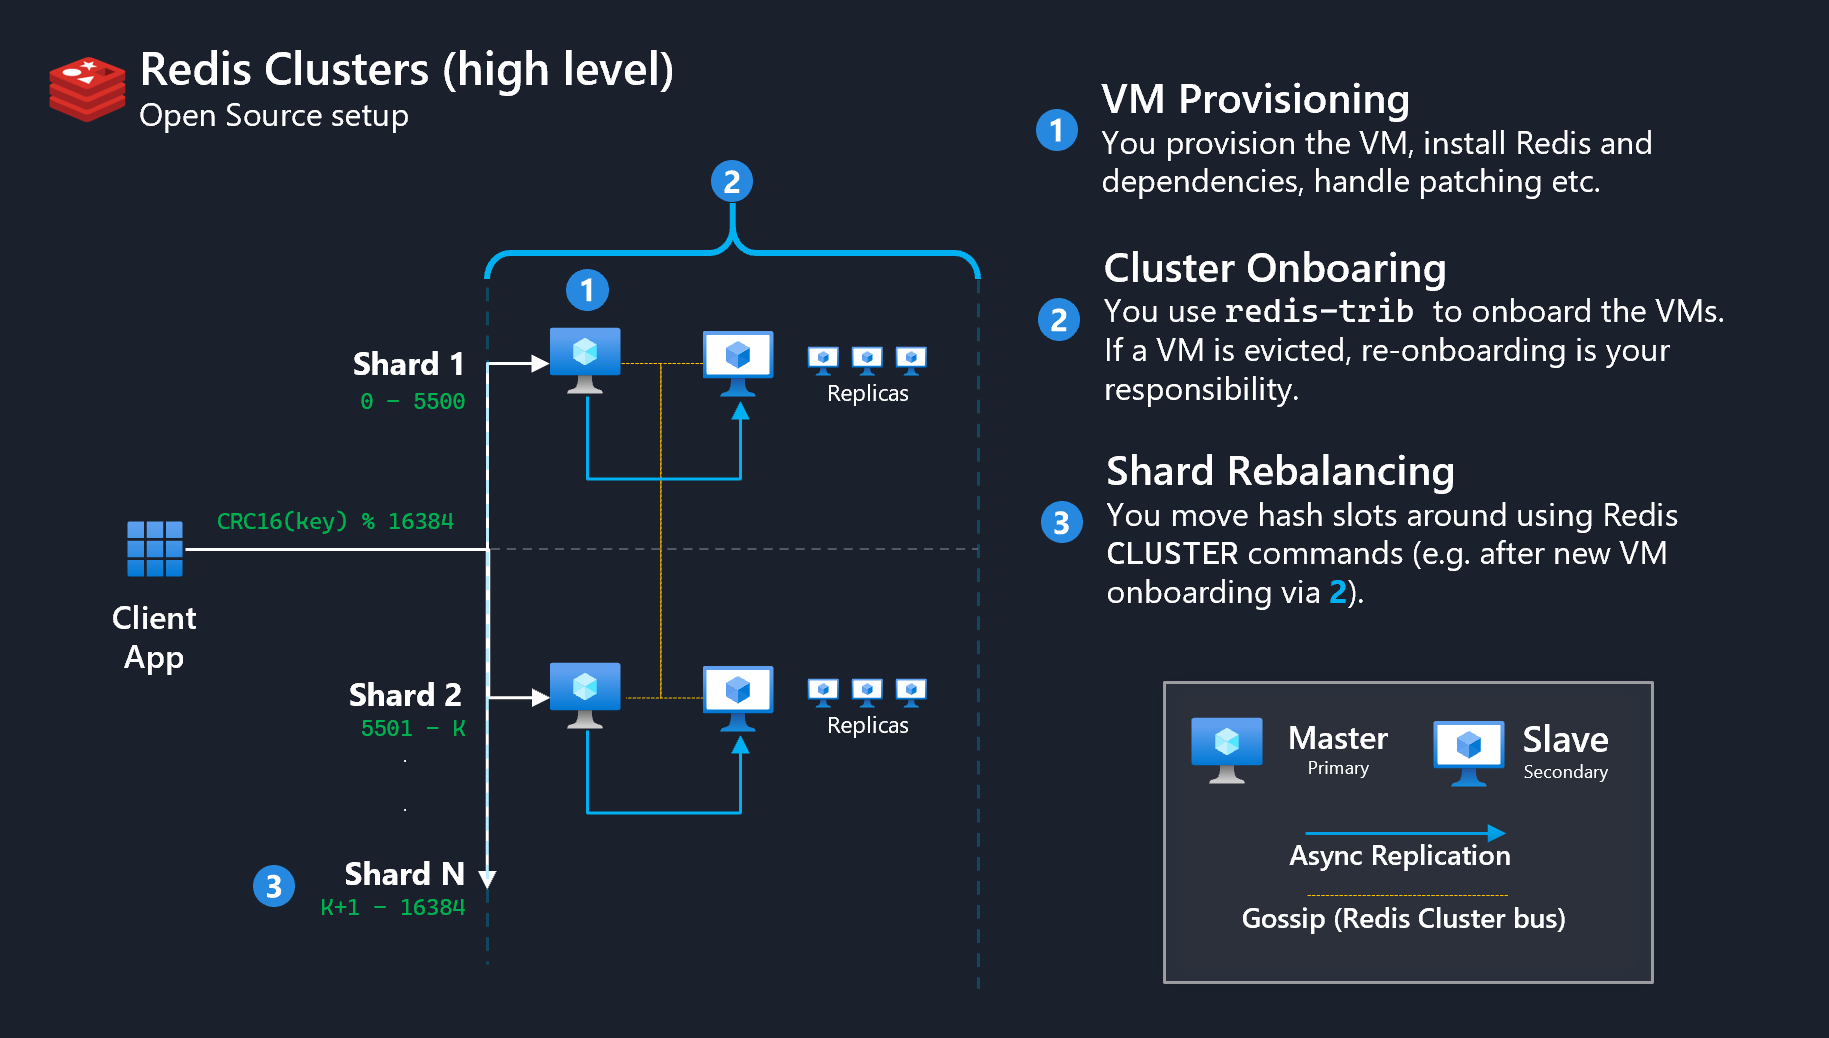 Redis Clusters (high level)
Open Source setup
2
1
Shard 1
0 - 5500
Replicas
CRC16(key) % 16384
Client
App
Shard 2
5501 - K
.
.
Replicas
3
Shard N
K+1 - 16384
1
VM Provisioning
You provision the VM, install Redis and
dependencies, handle patching etc.
2
Cluster Onboaring
You use redis-trib to onboard the VMs.
If a VM is evicted, re-onboarding is your
responsibility.
3
Shard Rebalancing
You move hash slots around using Redis
CLUSTER commands (e.g. after new VM
onboarding via 2).
Master
Primary
Slave
Secondary
Async Replication
Gossip (Redis Cluster bus)